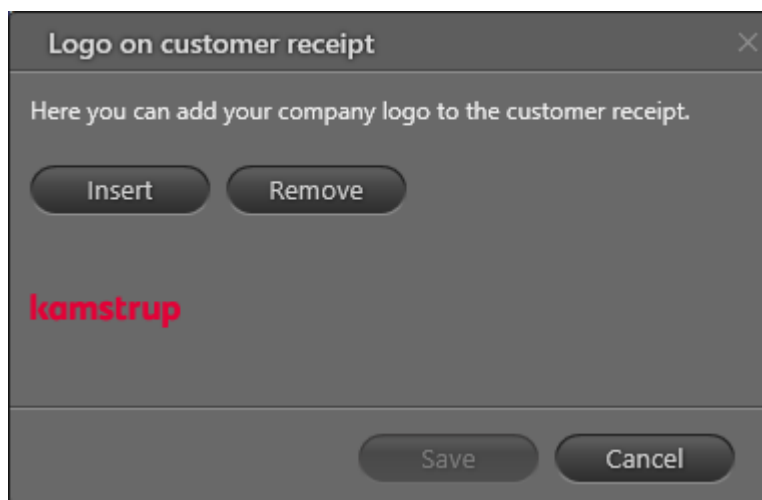 Logo on customer receipt
Here you can add your company logo to the customer receipt.
Insert Remove
kamstrup
Save Cancel